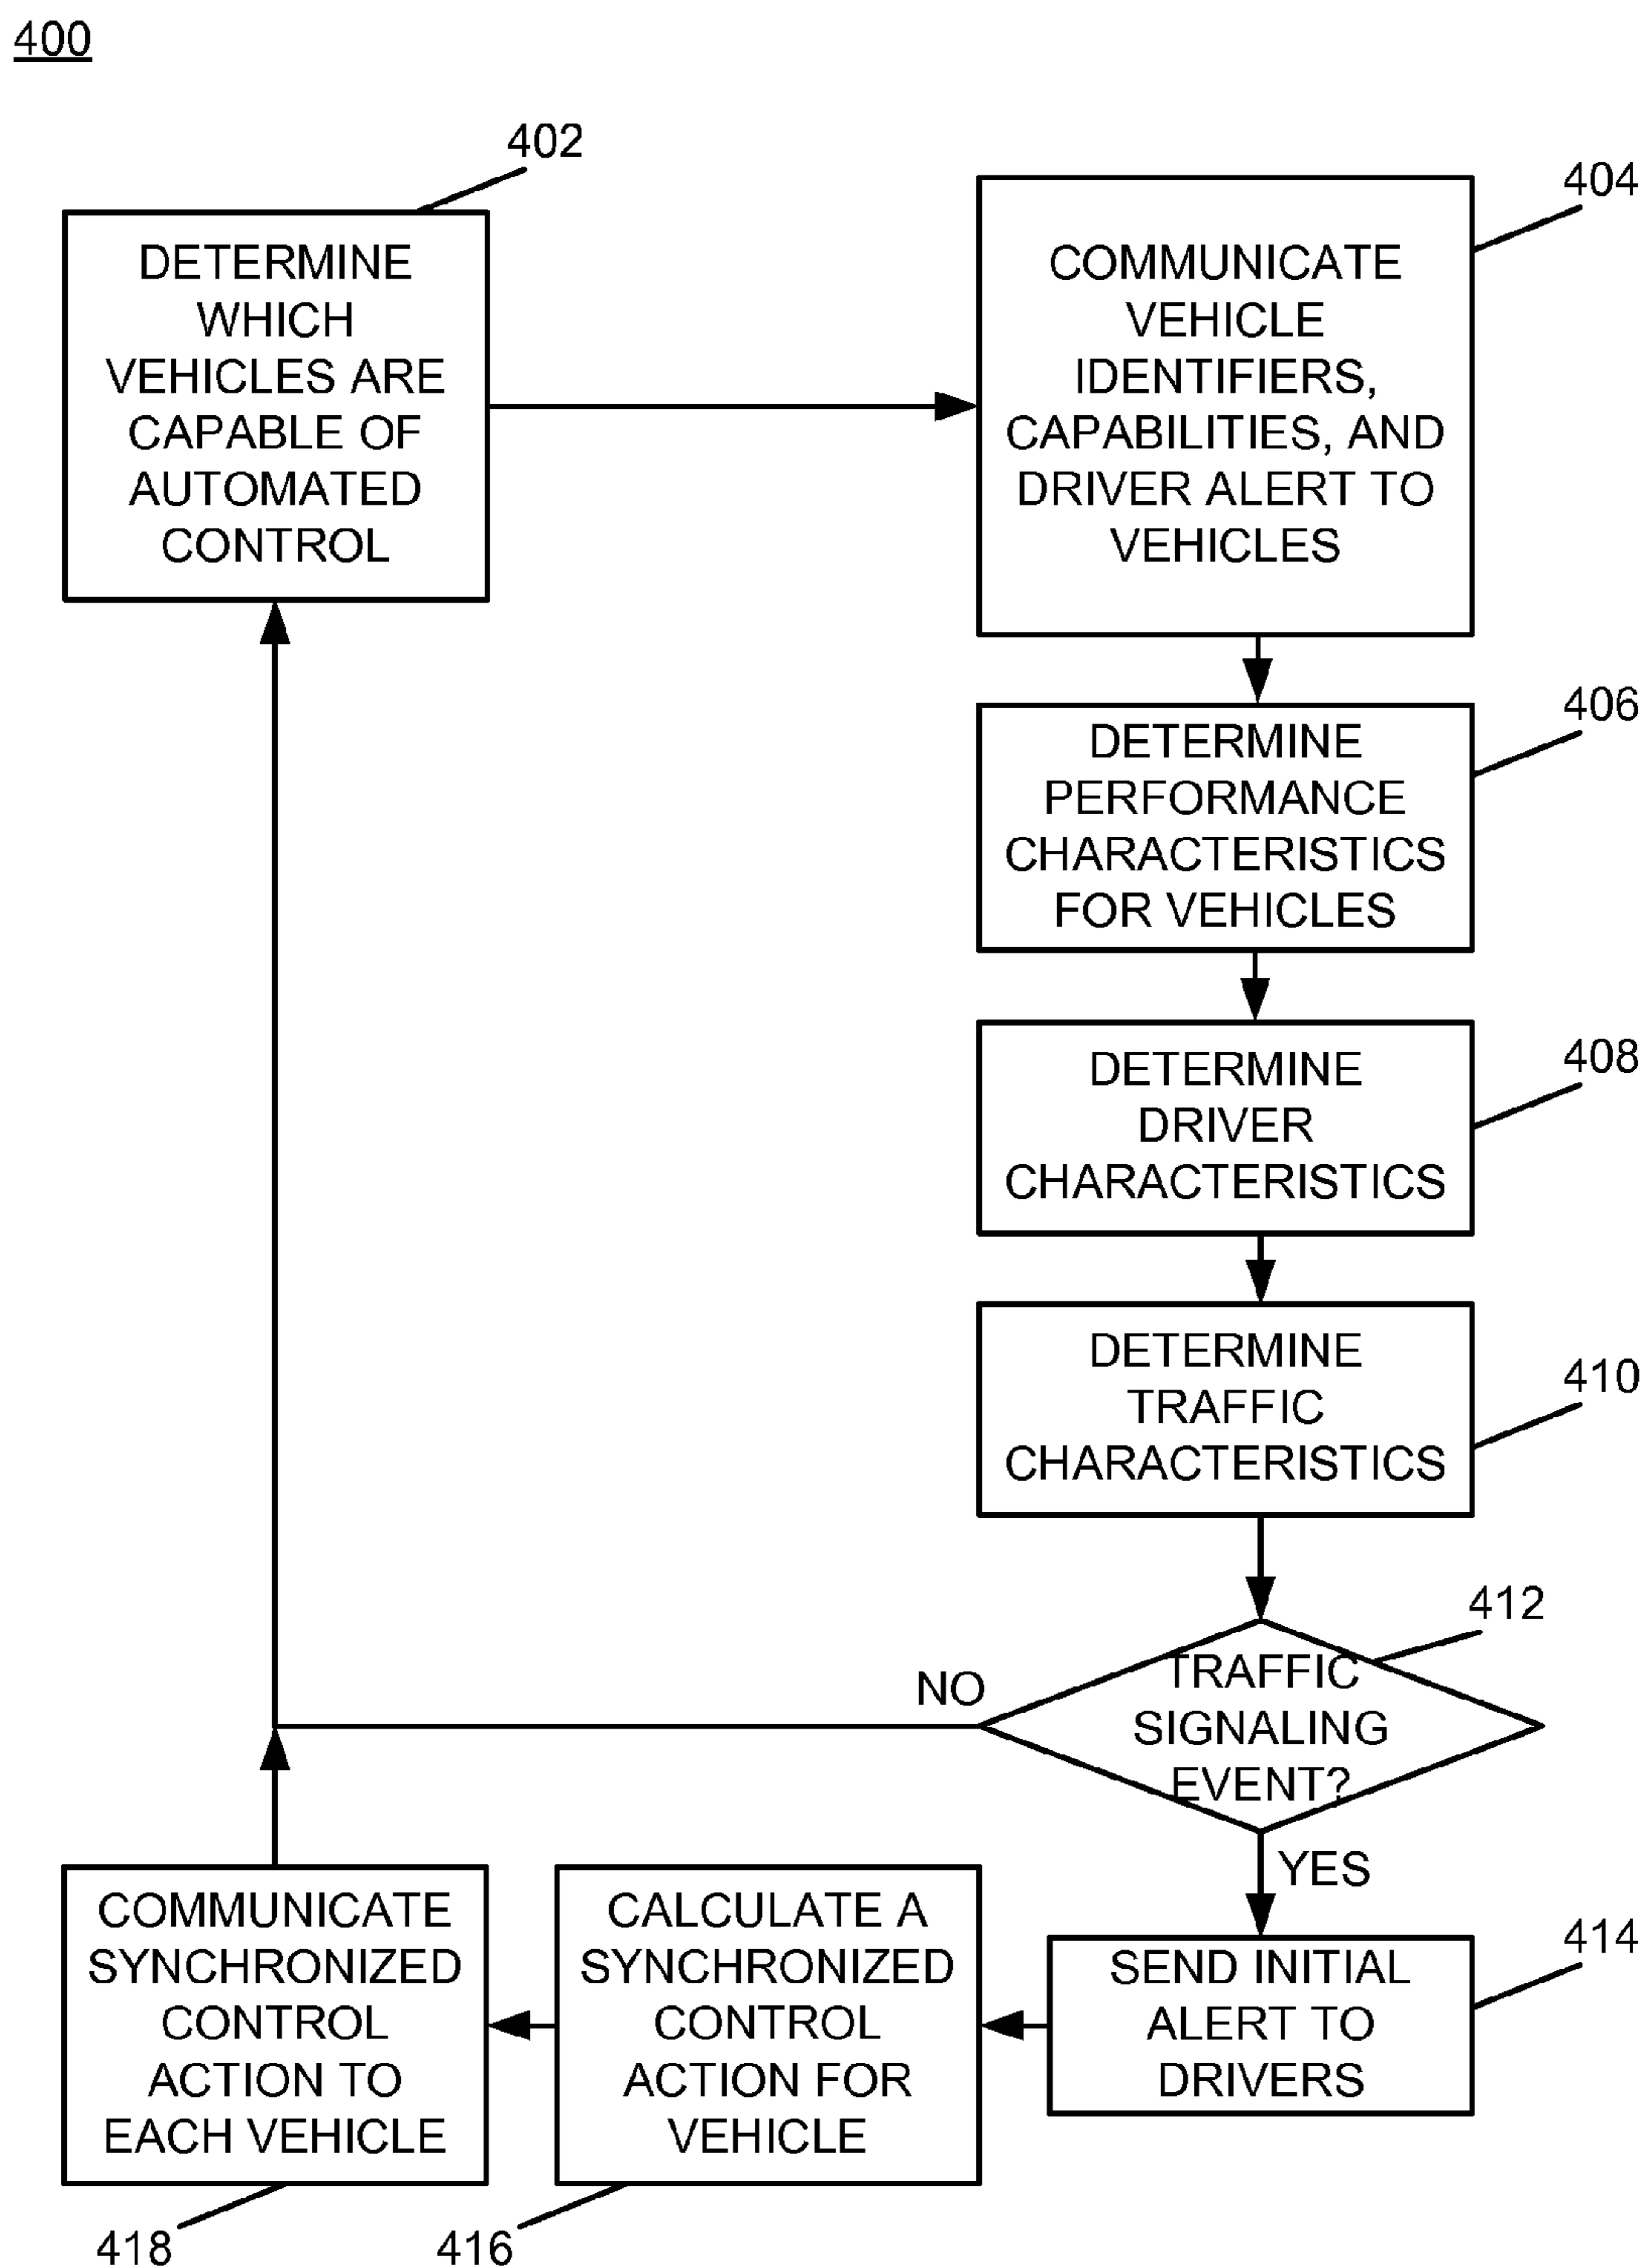 400
402
DETERMINE
WHICH
VEHICLES ARE
CAPABLE OF
AUTOMATED
CONTROL
404
COMMUNICATE
VEHICLE
IDENTIFIERS,
CAPABILITIES, AND
DRIVER ALERT TO
VEHICLES
406
DETERMINE
PERFORMANCE
CHARACTERISTICS
FOR VEHICLES
408
DETERMINE
DRIVER
CHARACTERISTICS
410
DETERMINE
TRAFFIC
CHARACTERISTICS
412
TRAFFIC
SIGNALING
EVENT?
NO
YES
414
SEND INITIAL
ALERT TO
DRIVERS
CALCULATE A
SYNCHRONIZED
CONTROL
ACTION FOR
VEHICLE
416
COMMUNICATE
SYNCHRONIZED
CONTROL
ACTION TO
EACH VEHICLE
418